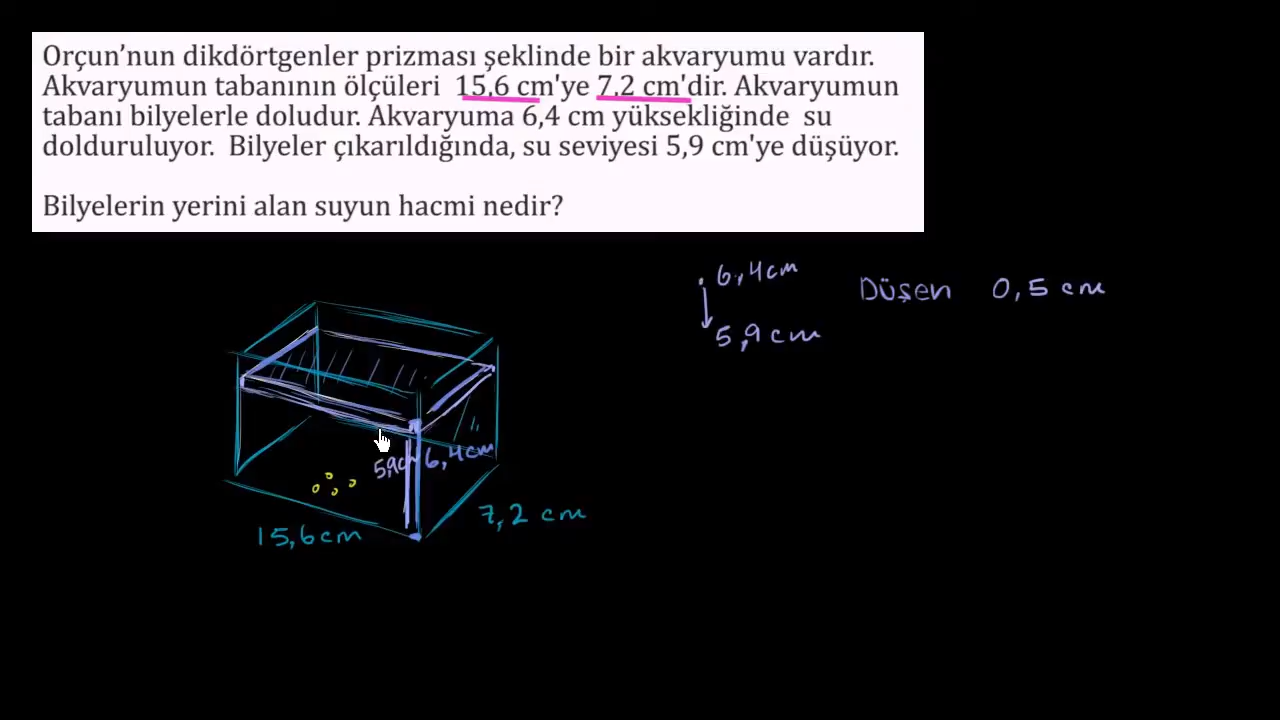 Orçun’nun dikdörtgenler prizması şeklinde bir akvaryumu vardır.
Akvaryumun tabanının ölçüleri 15,6 cm'ye 7,2 cm'dir. Akvaryumun
tabanı bilyelerle doludur. Akvaryuma 6,4 cm yüksekliğinde su
dolduruluyor. Bilyeler çıkarıldığında, su seviyesi 5,9 cm'ye düşüyor.
Bilyelerin yerini alan suyun hacmi nedir?
6,4cm
Düşen 0,5 cm
5,9cm
5,9cm 6,4cm
7,2 cm
15,6cm